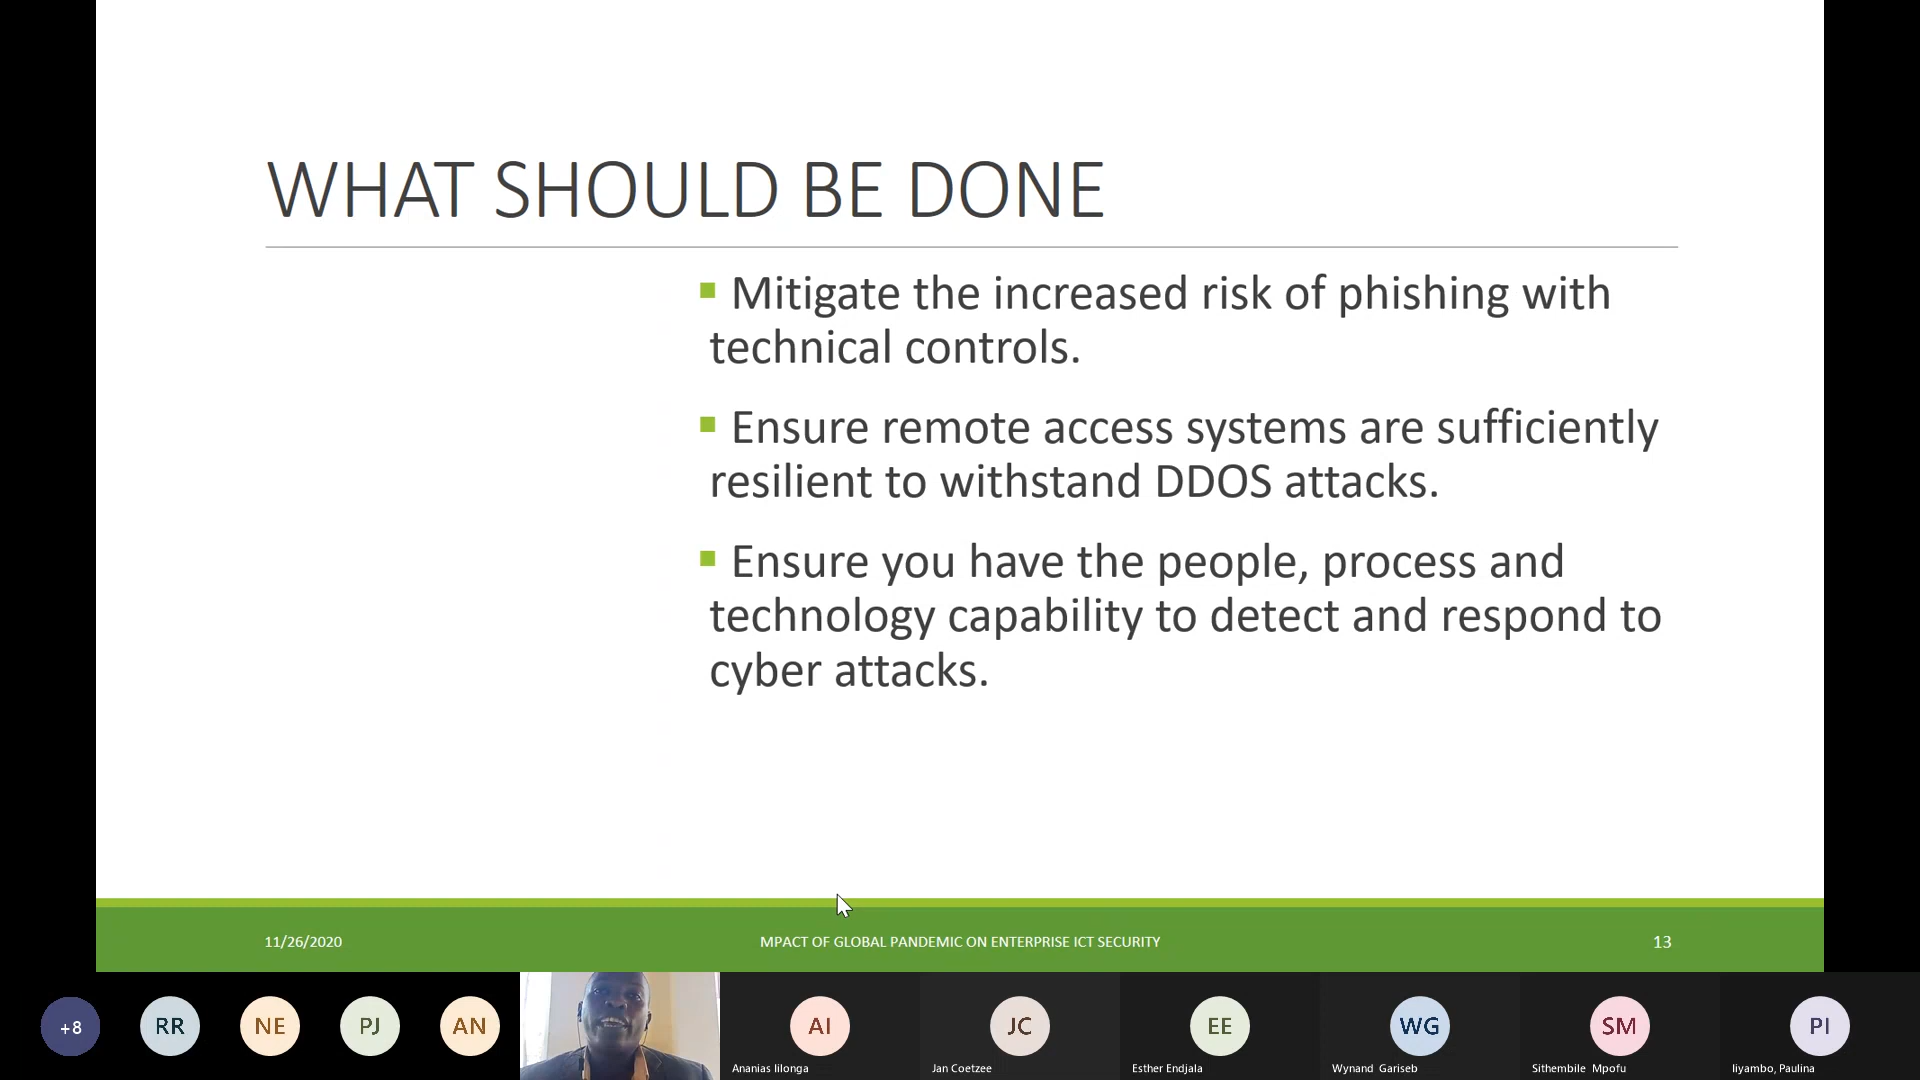 WHAT SHOULD BE DONE
▪ Mitigate the increased risk of phishing with
technical controls.
▪ Ensure remote access systems are sufficiently
resilient to withstand DDOS attacks.
▪ Ensure you have the people, process and
technology capability to detect and respond to
cyber attacks.
11/26/2020 MPACT OF GLOBAL PANDEMIC ON ENTERPRISE ICT SECURITY 13
+8 RR NE PJ AN AI JC EE WG SM PI
Ananias Iilonga Jan Coetzee Esther Endjala Wynand Gariseb Sithembile Mpofu Iiyambo, Paulina